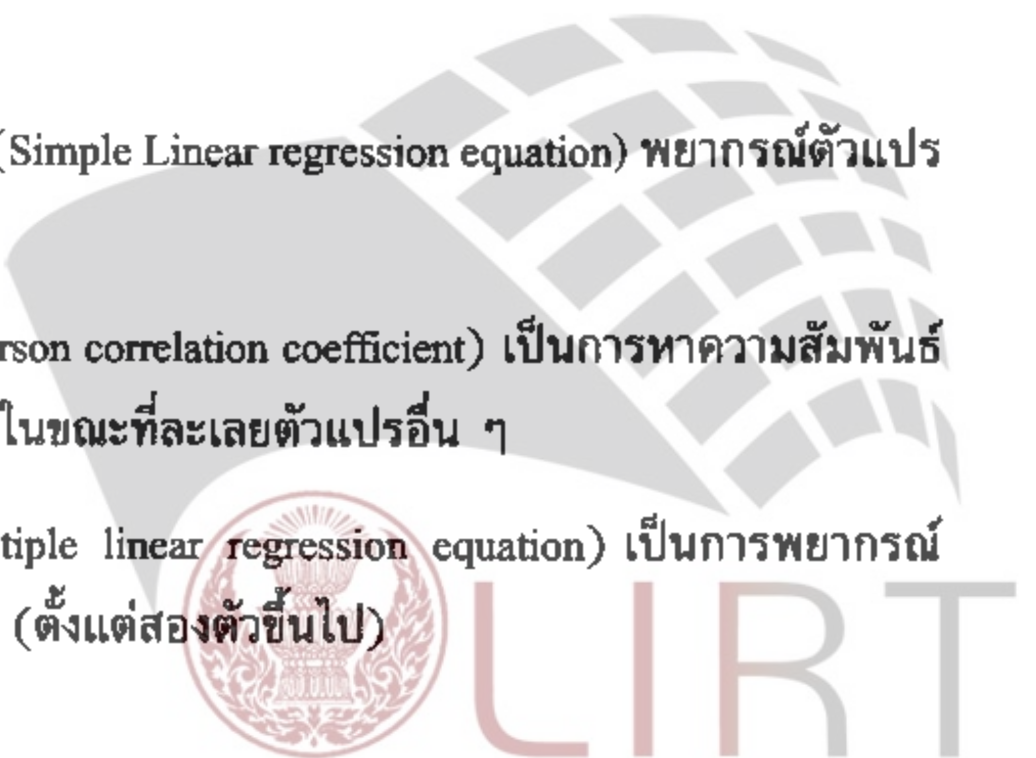 (Simple Linear regression equation) พยากรณ์ตัวแปร
rson correlation coefficient) เป็นการหาความสัมพันธ์
ในขณะที่ละเลยตัวแปรอื่น ๆ
tiple linear regression equation) เป็นการพยากรณ์
(ตั้งแต่สองตัวขึ้นไป)
LIRT